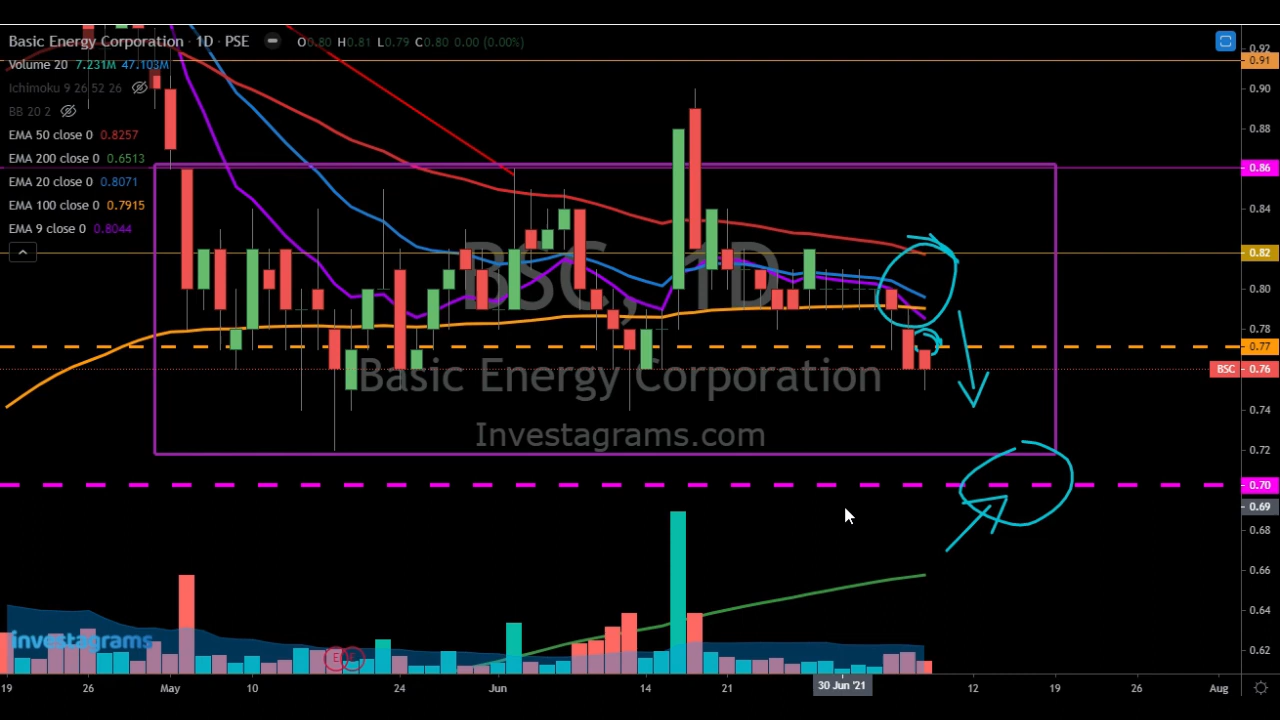 Basic Energy Corporation · 1D · PSE O0.80 H0.81 L0.79 C0.80 0.00 (0.00%)
Volume 20 7.231M 47.103M
Ichimoku 9 26 52 26
BB 20 2
EMA 50 close 0 0.8257
EMA 200 close 0 0.6513
EMA 20 close 0 0.8071
EMA 100 close 0 0.7915
EMA 9 close 0 0.8044
BSC, 1D
Basic Energy Corporation
Investagrams.com
investagrams
0.92
0.91
0.90
0.88
0.86
0.84
0.82
0.80
0.78
0.77
BSC 0.76
0.74
0.72
0.70
0.69
0.68
0.66
0.64
0.62
19 26 May 10 24 Jun 14 21 30 Jun '21 12 19 26 Aug